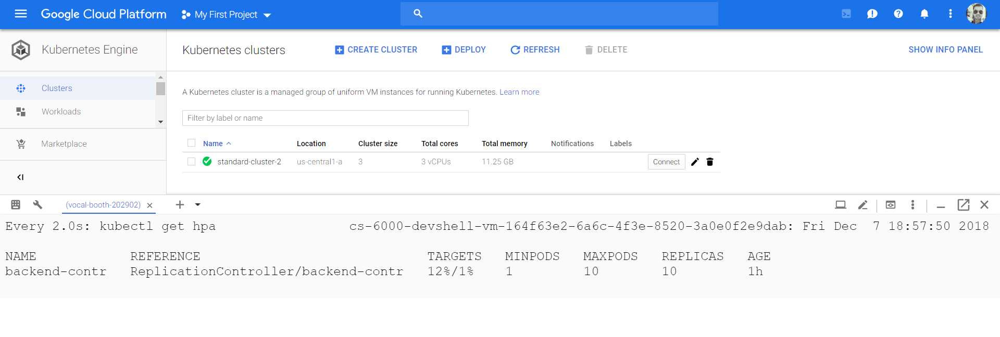 Google Cloud Platform My First Project
Kubernetes Engine
Kubernetes clusters CREATE CLUSTER DEPLOY REFRESH DELETE SHOW INFO PANEL
Clusters
Workloads
Marketplace
A Kubernetes cluster is a managed group of uniform VM instances for running Kubernetes. Learn more
Filter by label or name
Name Location Cluster size Total cores Total memory Notifications Labels
standard-cluster-2 us-central1-a 3 3 vCPUs 11.25 GB Connect
(vocal-booth-202902)
Every 2.0s: kubectl get hpa cs-6000-devshell-vm-164f63e2-6a6c-4f3e-8520-3a0e0f2e9dab: Fri Dec 7 18:57:50 2018
NAME REFERENCE TARGETS MINPODS MAXPODS REPLICAS AGE
backend-contr ReplicationController/backend-contr 12%/1% 1 10 10 1h